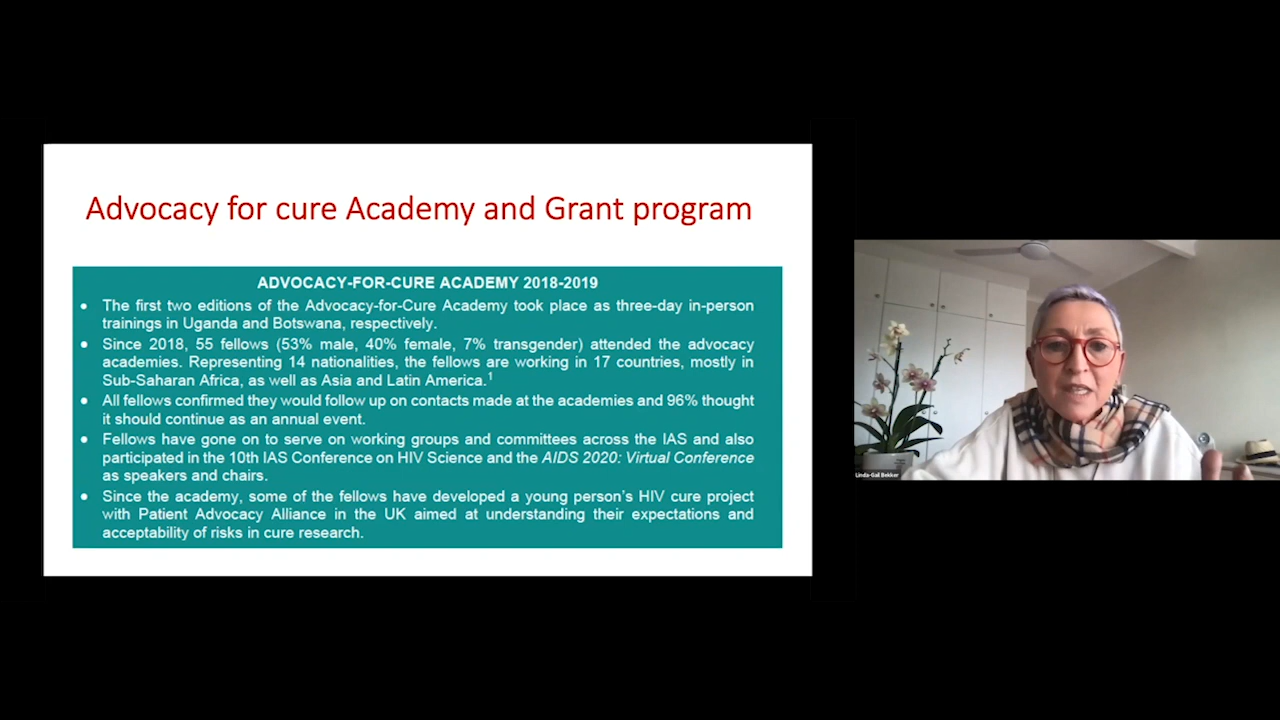 Advocacy for cure Academy and Grant program
ADVOCACY-FOR-CURE ACADEMY 2018-2019
● The first two editions of the Advocacy-for-Cure Academy took place as three-day in-person
trainings in Uganda and Botswana, respectively.
● Since 2018, 55 fellows (53% male, 40% female, 7% transgender) attended the advocacy
academies. Representing 14 nationalities, the fellows are working in 17 countries, mostly in
Sub-Saharan Africa, as well as Asia and Latin America.¹
● All fellows confirmed they would follow up on contacts made at the academies and 96% thought
it should continue as an annual event.
● Fellows have gone on to serve on working groups and committees across the IAS and also
participated in the 10th IAS Conference on HIV Science and the AIDS 2020: Virtual Conference
as speakers and chairs.
● Since the academy, some of the fellows have developed a young person's HIV cure project
with Patient Advocacy Alliance in the UK aimed at understanding their expectations and
acceptability of risks in cure research.
Linda-Gail Bekker